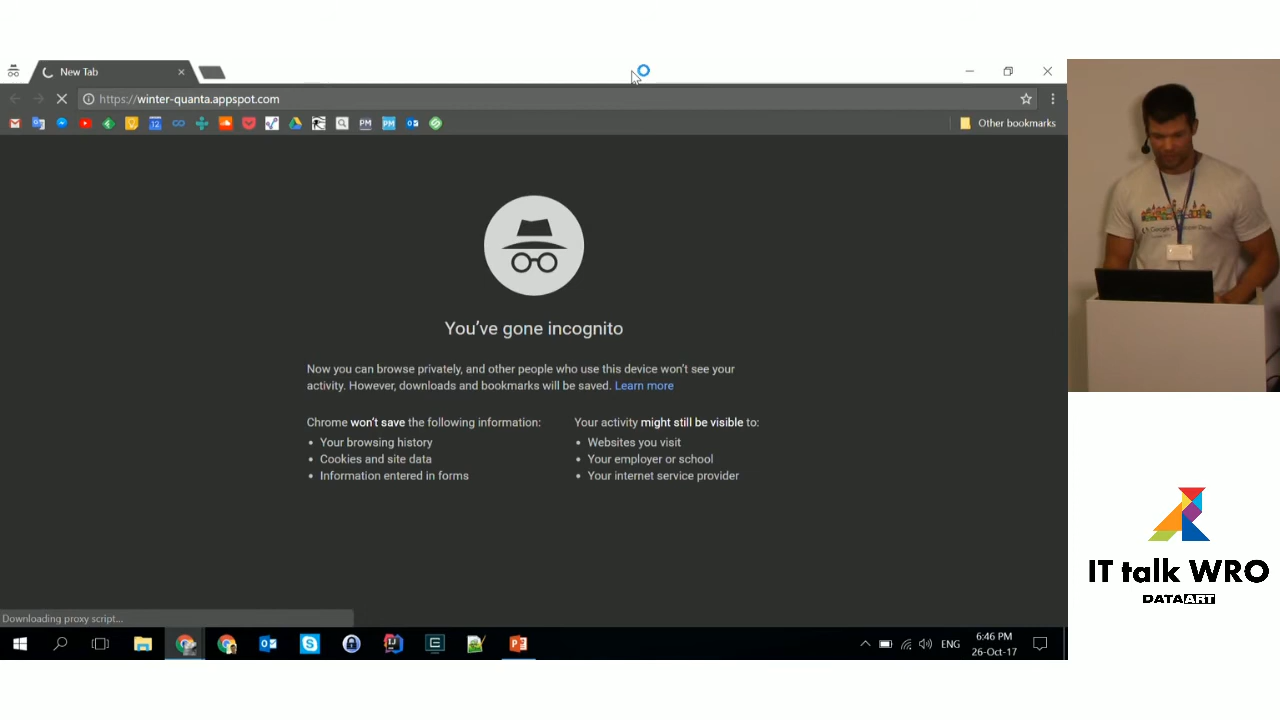 New Tab
https://winter-quanta.appspot.com
Other bookmarks
You've gone incognito
Now you can browse privately, and other people who use this device won't see your
activity. However, downloads and bookmarks will be saved. Learn more
Chrome won't save the following information:
• Your browsing history
• Cookies and site data
• Information entered in forms
Your activity might still be visible to:
• Websites you visit
• Your employer or school
• Your internet service provider
Downloading proxy script...
ENG
6:46 PM
26-Oct-17
IT talk WRO
DATAART